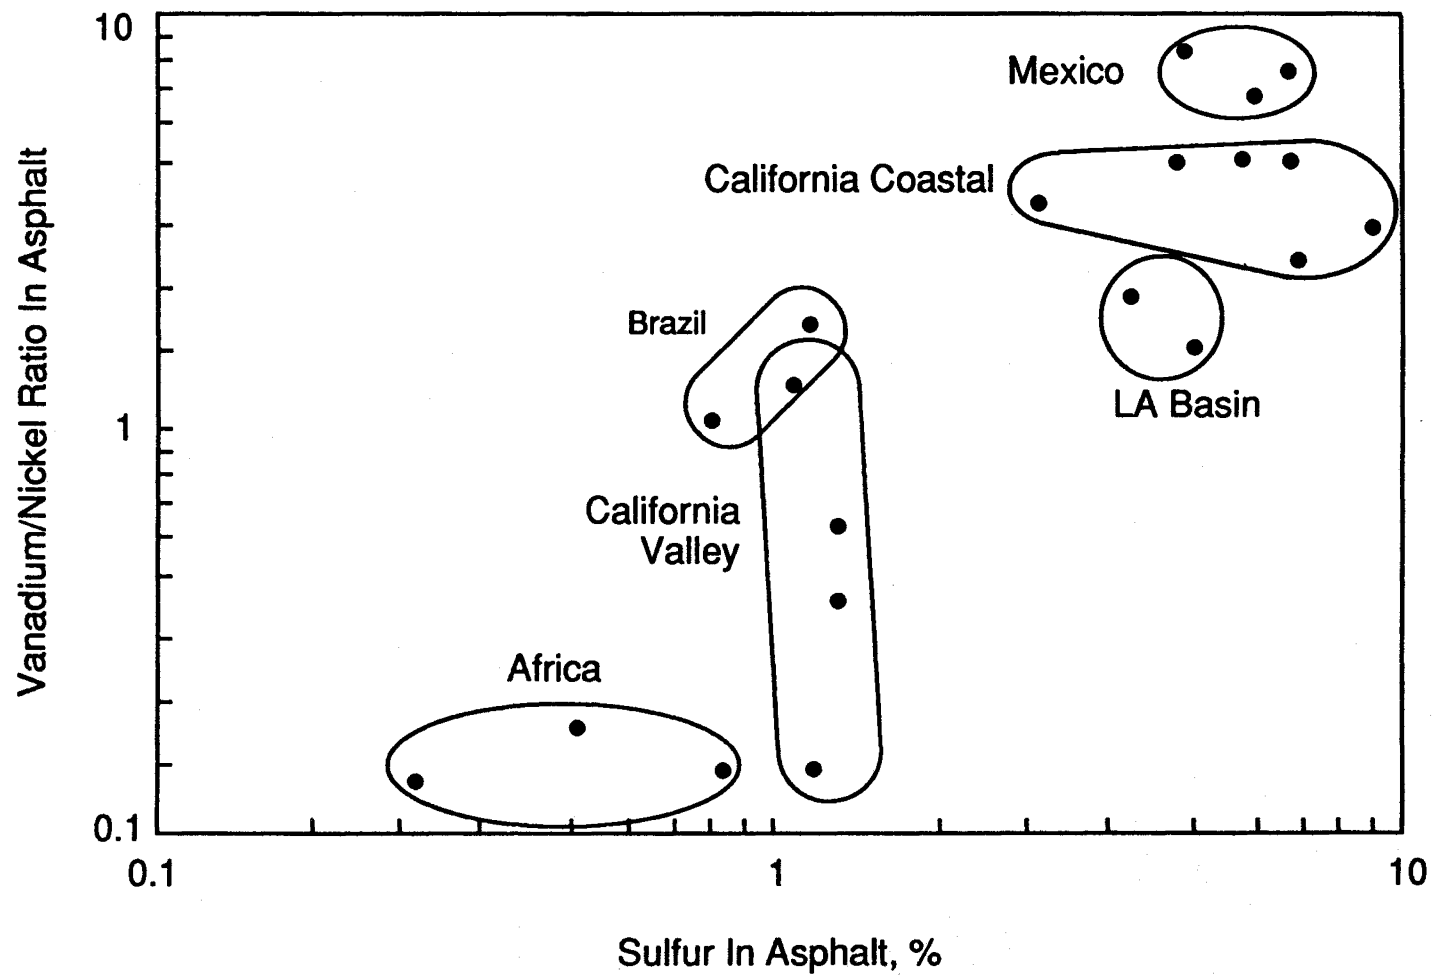 10
Mexico
California Coastal
Brazil
LA Basin
1
California
Valley
Africa
0.1
0.1
1
10
Vanadium/Nickel Ratio In Asphalt
Sulfur In Asphalt, %